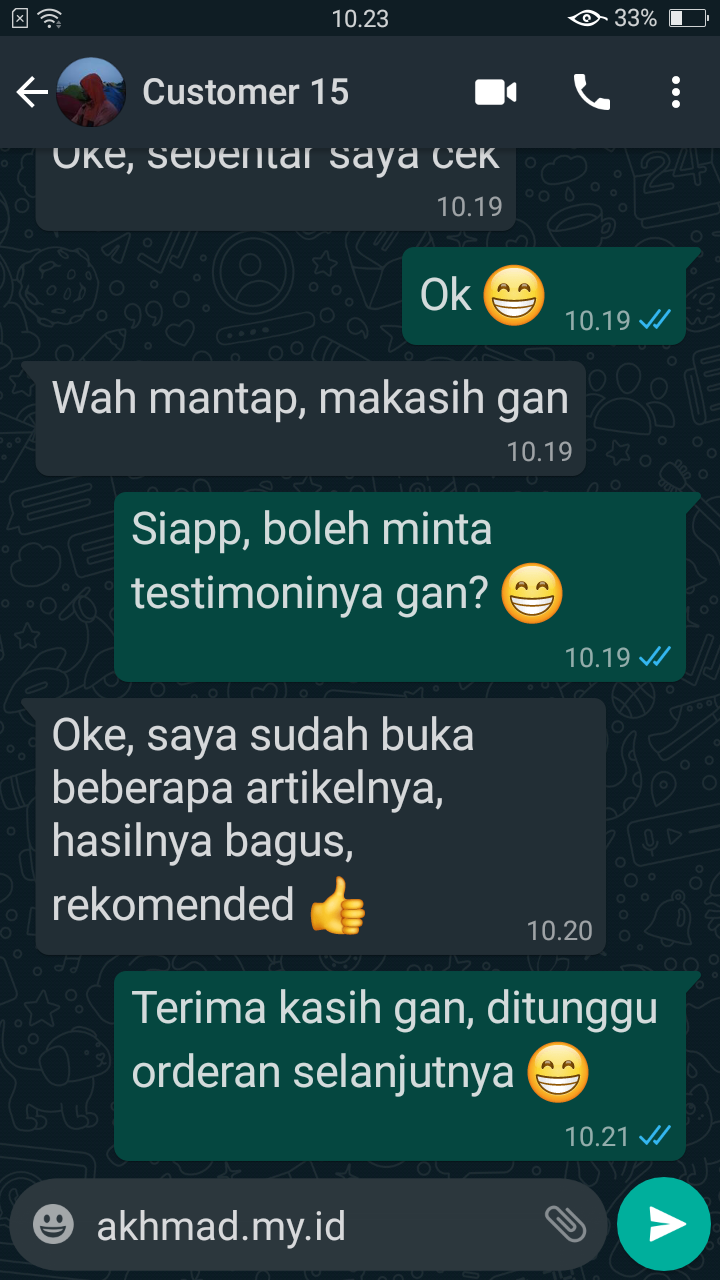 10.23
33%
Customer 15
Oke, sebentar saya cek
10.19
Ok 😁
10.19
Wah mantap, makasih gan
10.19
Siapp, boleh minta
testimoninya gan? 😁
10.19
Oke, saya sudah buka
beberapa artikelnya,
hasilnya bagus,
rekomended 👍
10.20
Terima kasih gan, ditunggu
orderan selanjutnya 😁
10.21
akhmad.my.id